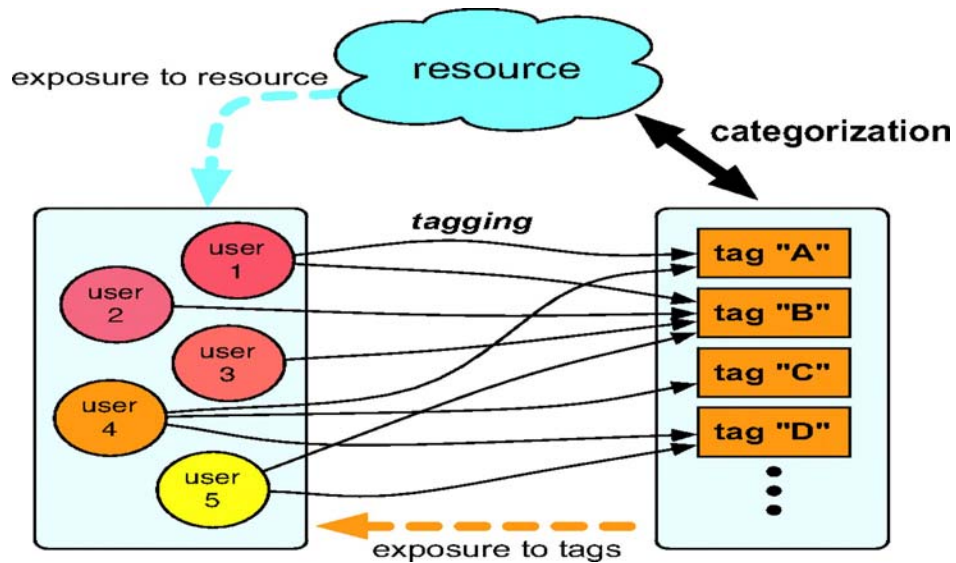 resource
exposure to resource
categorization
tagging
user
1
user
2
user
3
user
4
user
5
tag "A"
tag "B"
tag "C"
tag "D"
exposure to tags